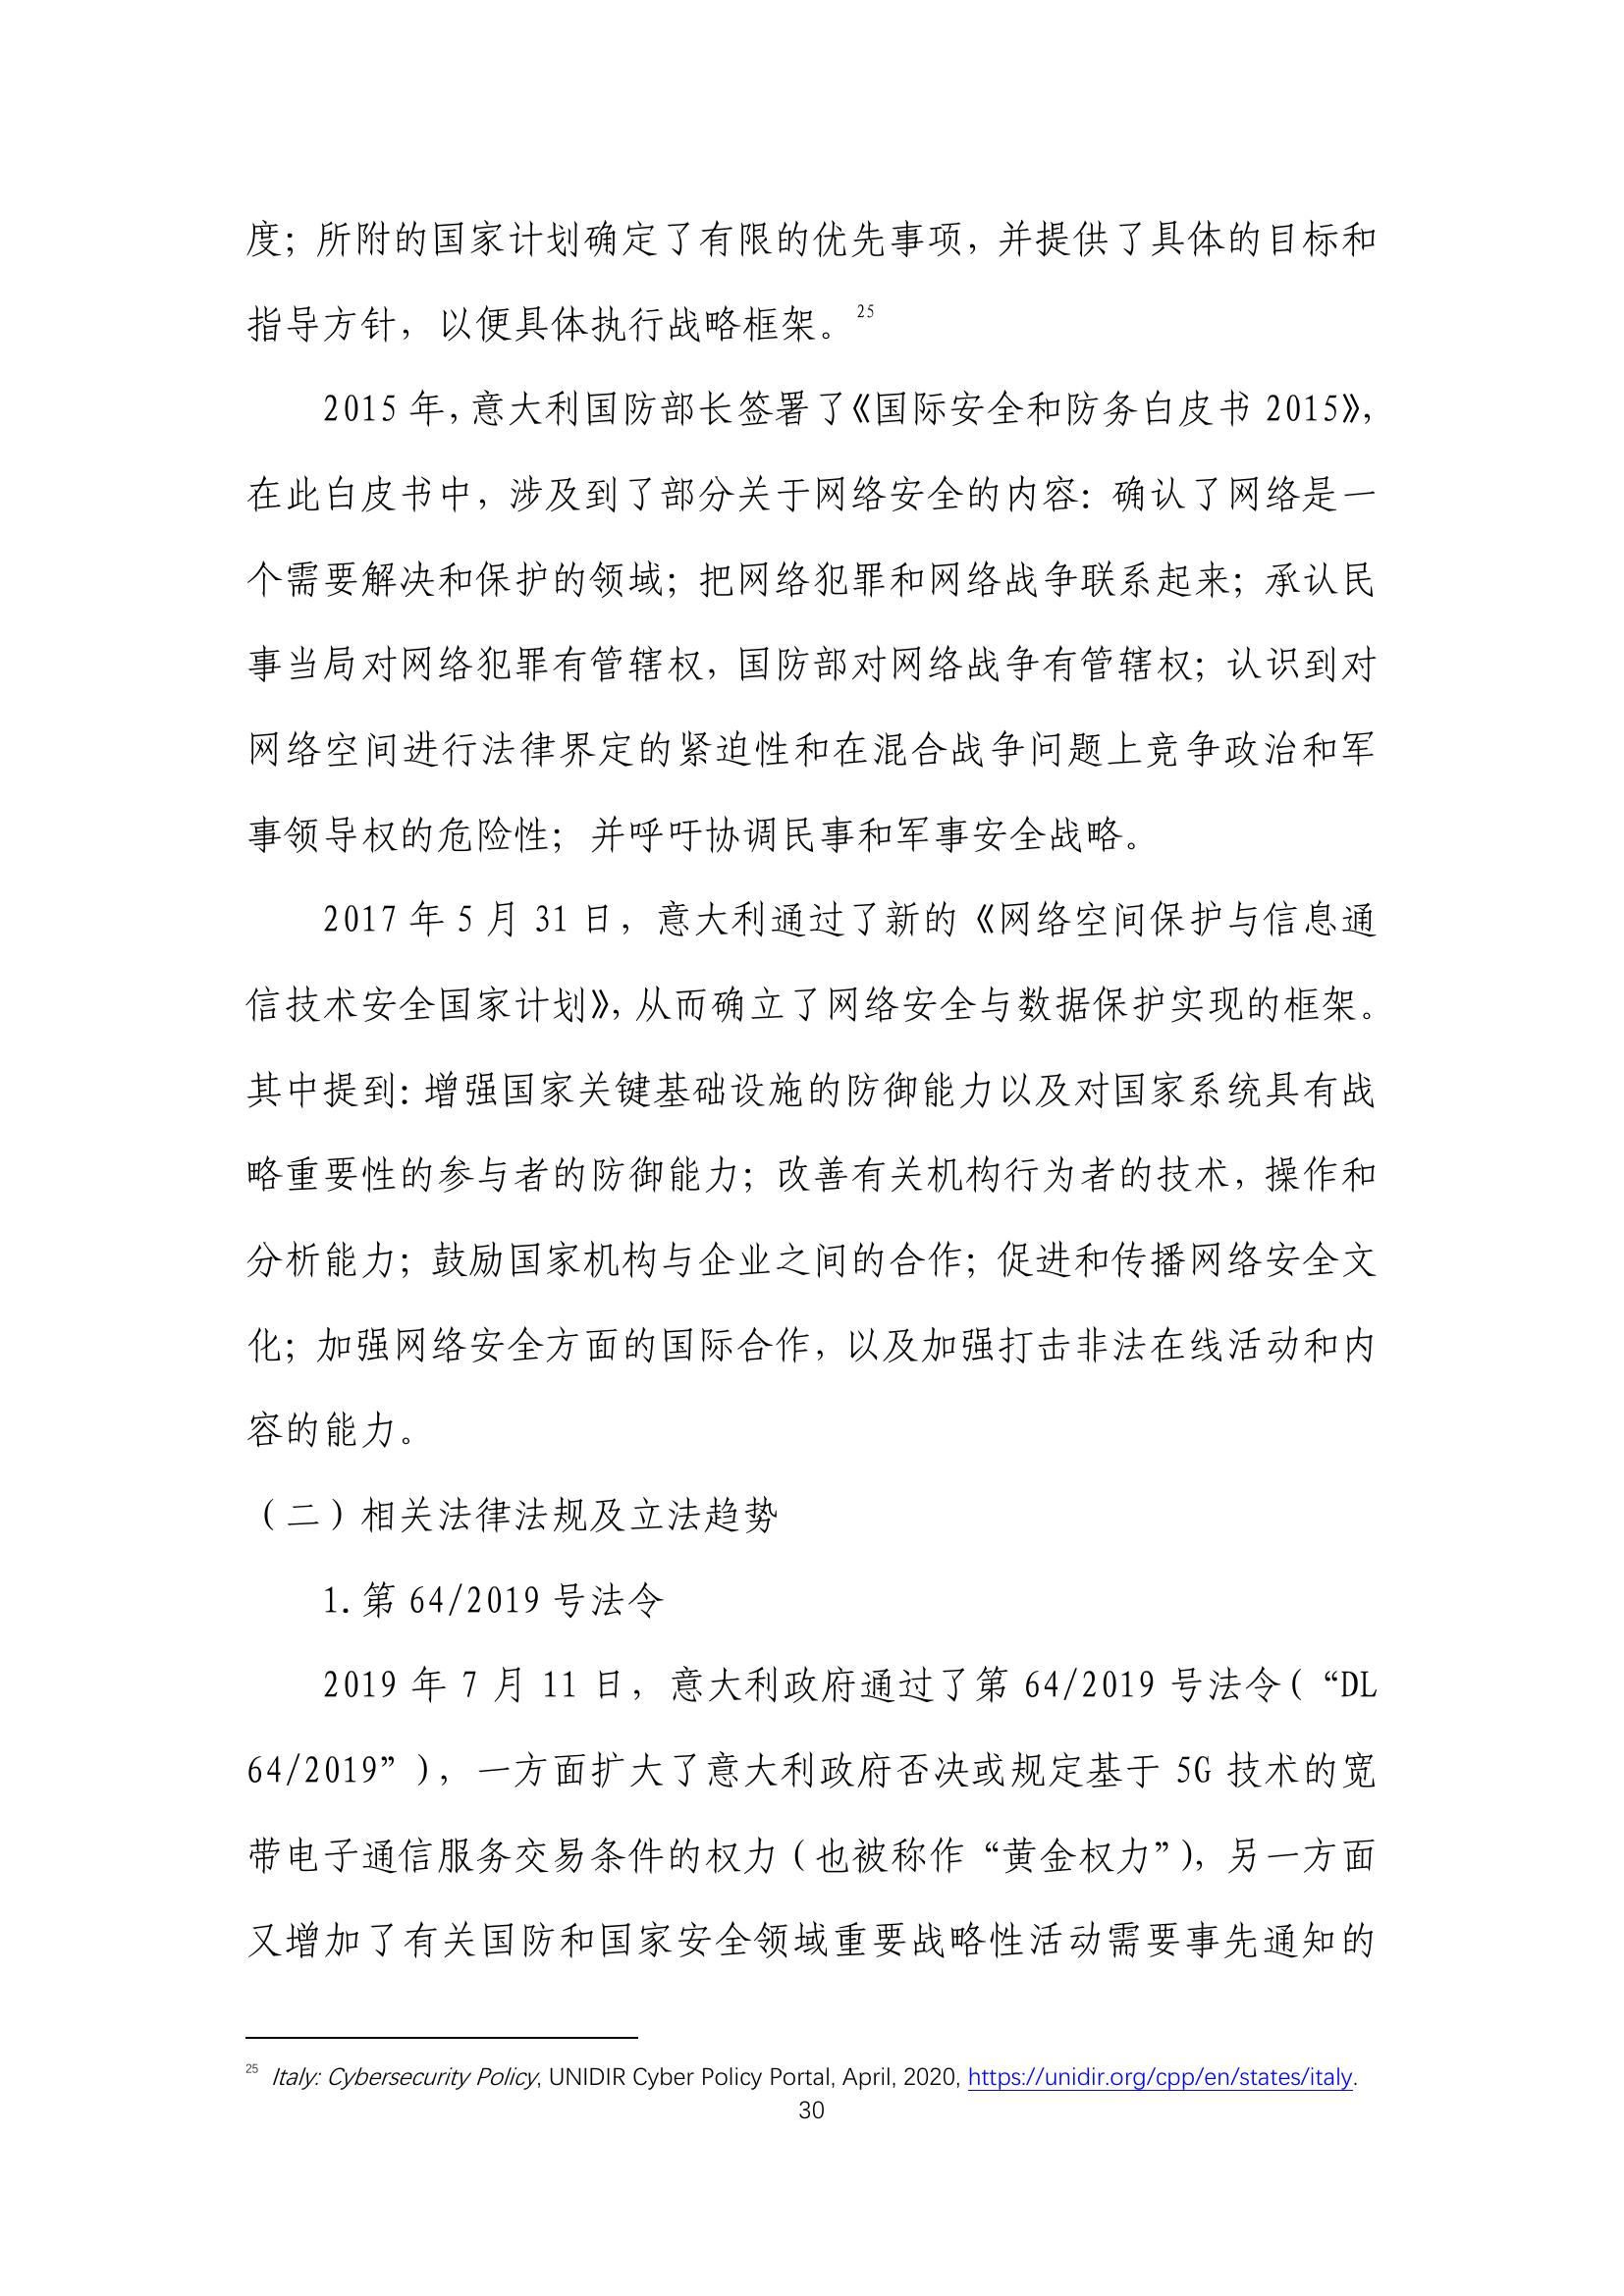 度；所附的国家计划确定了有限的优先事项，并提供了具体的目标和
指导方针，以便具体执行战略框架。25
2015 年，意大利国防部长签署了《国际安全和防务白皮书 2015》，
在此白皮书中，涉及到了部分关于网络安全的内容：确认了网络是一
个需要解决和保护的领域；把网络犯罪和网络战争联系起来；承认民
事当局对网络犯罪有管辖权，国防部对网络战争有管辖权；认识到对
网络空间进行法律界定的紧迫性和在混合战争问题上竞争政治和军
事领导权的危险性；并呼吁协调民事和军事安全战略。
2017 年 5 月 31 日，意大利通过了新的《网络空间保护与信息通
信技术安全国家计划》，从而确立了网络安全与数据保护实现的框架。
其中提到：增强国家关键基础设施的防御能力以及对国家系统具有战
略重要性的参与者的防御能力；改善有关机构行为者的技术，操作和
分析能力；鼓励国家机构与企业之间的合作；促进和传播网络安全文
化；加强网络安全方面的国际合作，以及加强打击非法在线活动和内
容的能力。
（二）相关法律法规及立法趋势
1.第 64/2019 号法令
2019 年 7 月 11 日，意大利政府通过了第 64/2019 号法令（“DL
64/2019”），一方面扩大了意大利政府否决或规定基于 5G 技术的宽
带电子通信服务交易条件的权力（也被称作“黄金权力”），另一方面
又增加了有关国防和国家安全领域重要战略性活动需要事先通知的
25 Italy: Cybersecurity Policy, UNIDIR Cyber Policy Portal, April, 2020, https://unidir.org/cpp/en/states/italy.
30